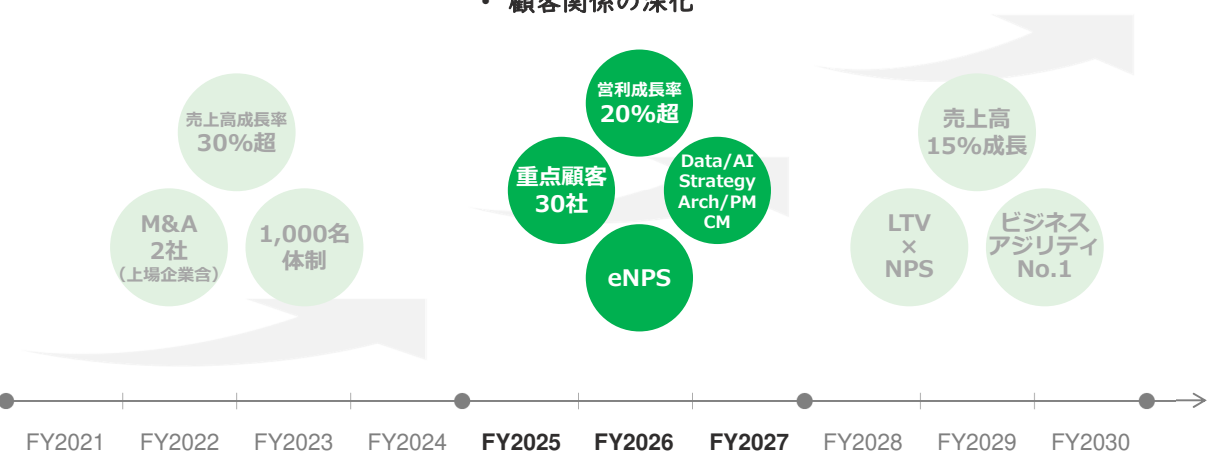 • 顧客関係の深化
売上高成長率
30%超
M&A
2社
（上場企業含）
1,000名
体制
営利成長率
20%超
重点顧客
30社
Data/AI
Strategy
Arch/PM
CM
eNPS
売上高
15%成長
LTV
×
NPS
ビジネス
アジリティ
No.1
FY2021 FY2022 FY2023 FY2024 FY2025 FY2026 FY2027 FY2028 FY2029 FY2030